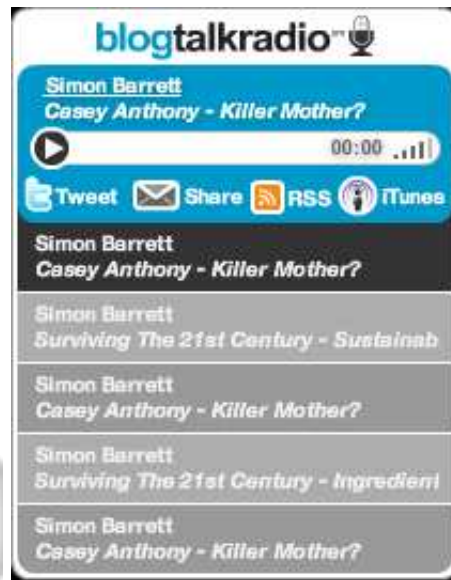 blogtalkradio
Simon Barrett
Casey Anthony - Killer Mother?
00:00
Tweet Share RSS iTunes
Simon Barrett
Casey Anthony - Killer Mother?
Simon Barrett
Surviving The 21st Century - Sustainab
Simon Barrett
Casey Anthony - Killer Mother?
Simon Barrett
Surviving The 21st Century - Ingredient
Simon Barrett
Casey Anthony - Killer Mother?